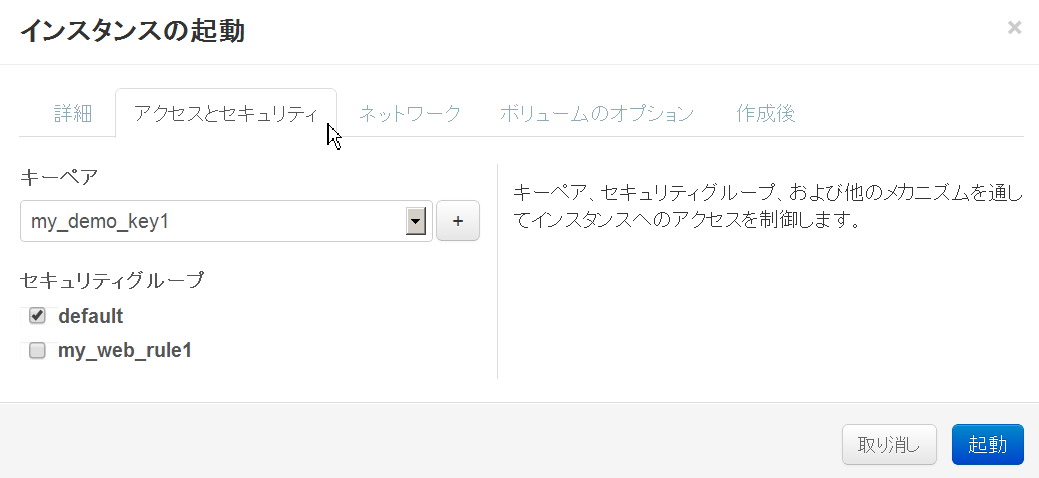 インスタンスの起動
×
詳細
アクセスとセキュリティ
ネットワーク
ボリュームのオプション
作成後
キーペア
my_demo_key1
+
セキュリティグループ
default
my_web_rule1
キーペア、セキュリティグループ、および他のメカニズムを通し
てインスタンスへのアクセスを制御します。
取り消し
起動